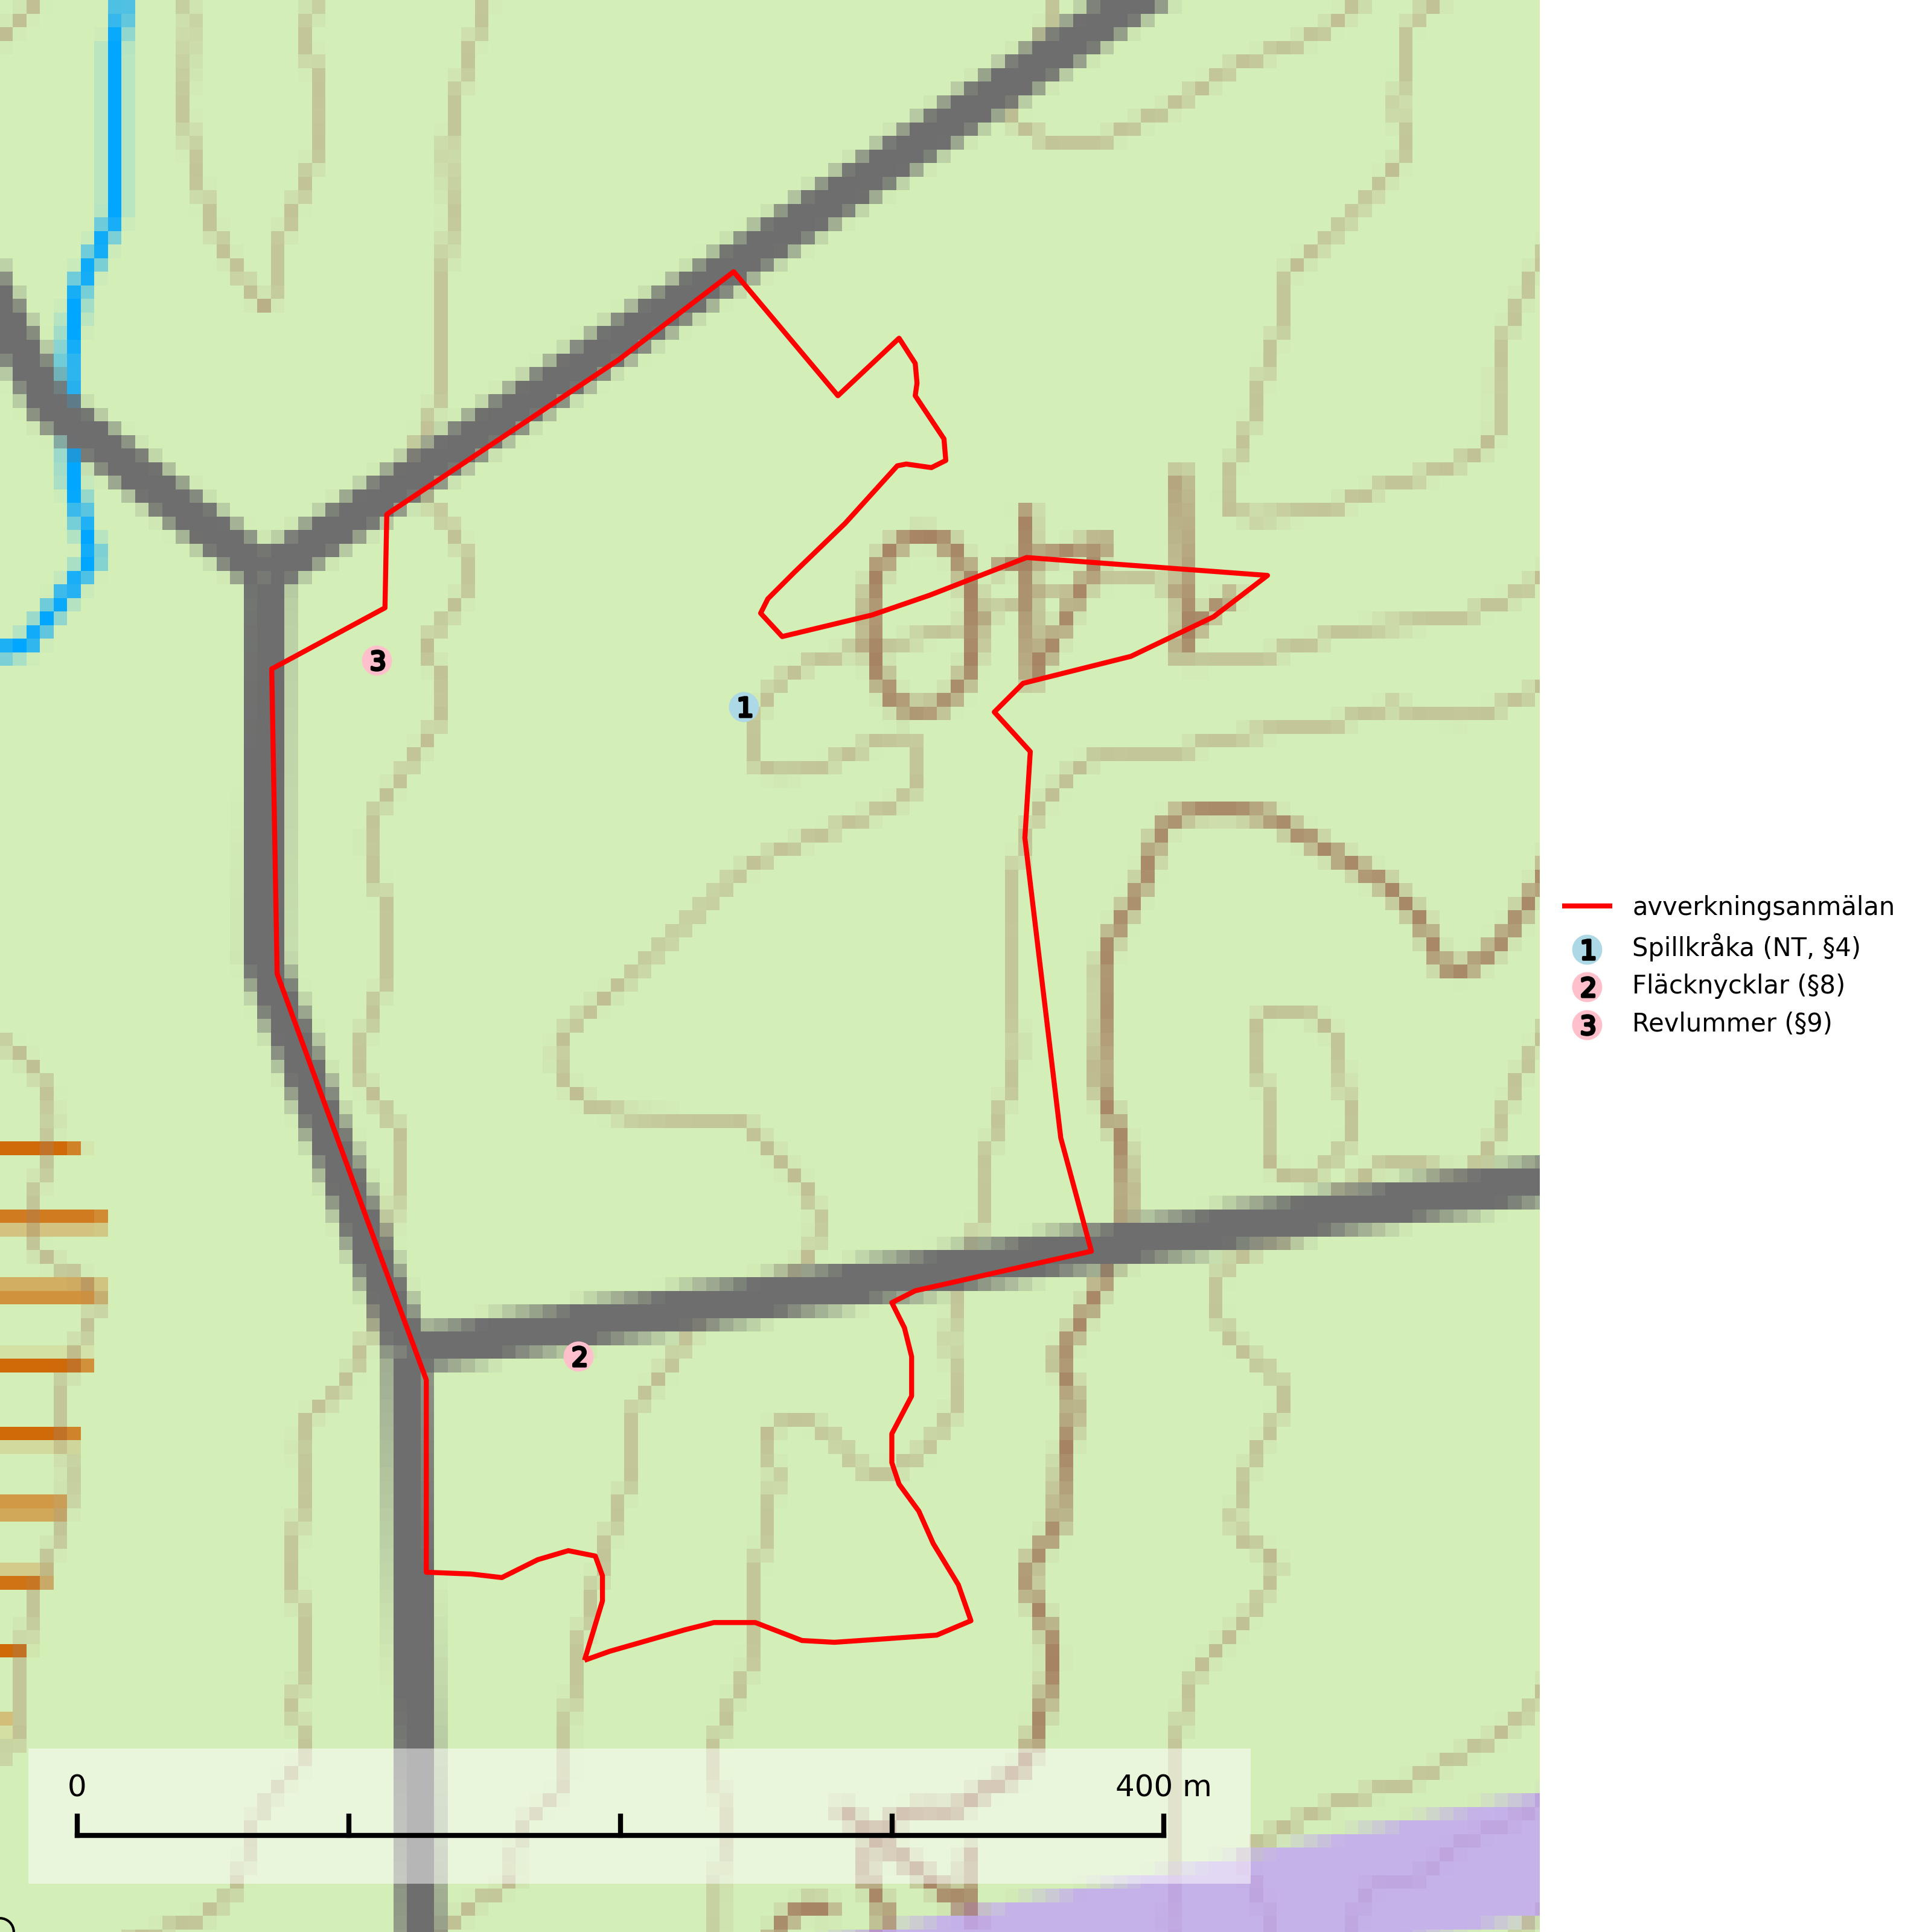 3
1
2
0 400 m
avverkningsanmälan
1 Spillkråka (NT, §4)
2 Fläcknycklar (§8)
3 Revlummer (§9)